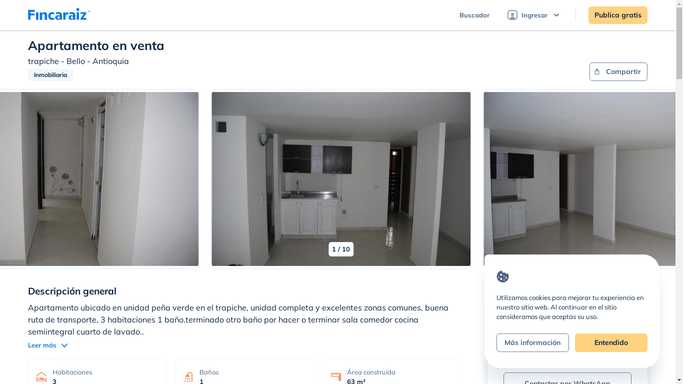 Fincaraiz
Buscador
Ingresar
Publica gratis
Apartamento en venta
trapiche - Bello - Antioquia
Inmobiliaria
Compartir
1 / 10
Descripción general
Apartamento ubicado en unidad peña verde en el trapiche, unidad completa y excelentes zonas comunes, buena
ruta de transporte, 3 habitaciones 1 baño.terminado otro baño por hacer o terminar sala comedor cocina
semiintegral cuarto de lavado..
Leer más
Habitaciones
3
Baños
1
Área construida
63 m²
Utilizamos cookies para mejorar tu experiencia en
nuestro sitio web. Al continuar en el sitio
consideramos que aceptas su uso.
Más información
Entendido
Contactar por WhatsApp